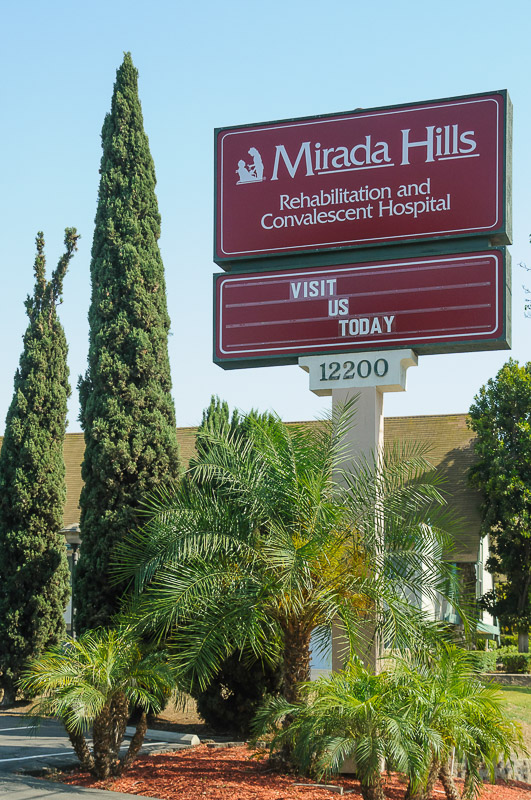 Mirada Hills
Rehabilitation and
Convalescent Hospital
VISIT
US
TODAY
12200